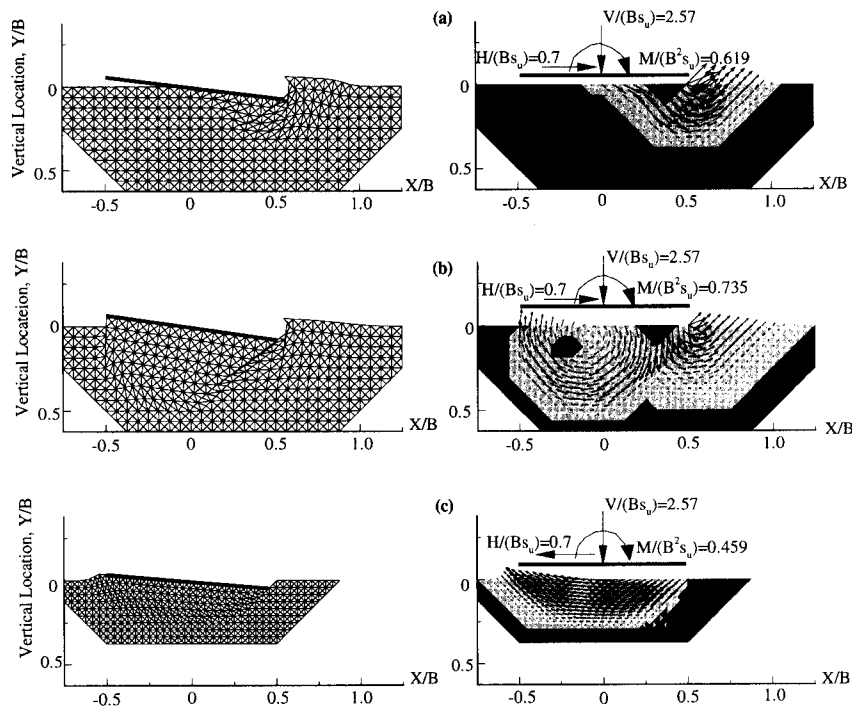 (a)
V/(Bs_u)=2.57
H/(Bs_u)=0.7
M/(B²s_u)=0.619
Vertical Location, Y/B
0
0.5
X/B
-0.5
0
0.5
1.0
0
0.5
X/B
-0.5
0
0.5
1.0
(b)
V/(Bs_u)=2.57
H/(Bs_u)=0.7
M/(B²s_u)=0.735
Vertical Locateion, Y/B
0
0.5
X/B
-0.5
0
0.5
1.0
0
0.5
X/B
-0.5
0
0.5
1.0
(c)
V/(Bs_u)=2.57
H/(Bs_u)=0.7
M/(B²s_u)=0.459
Vertical Location, Y/B
0
0.5
X/B
-0.5
0
0.5
1.0
0
0.5
X/B
-0.5
0
0.5
1.0